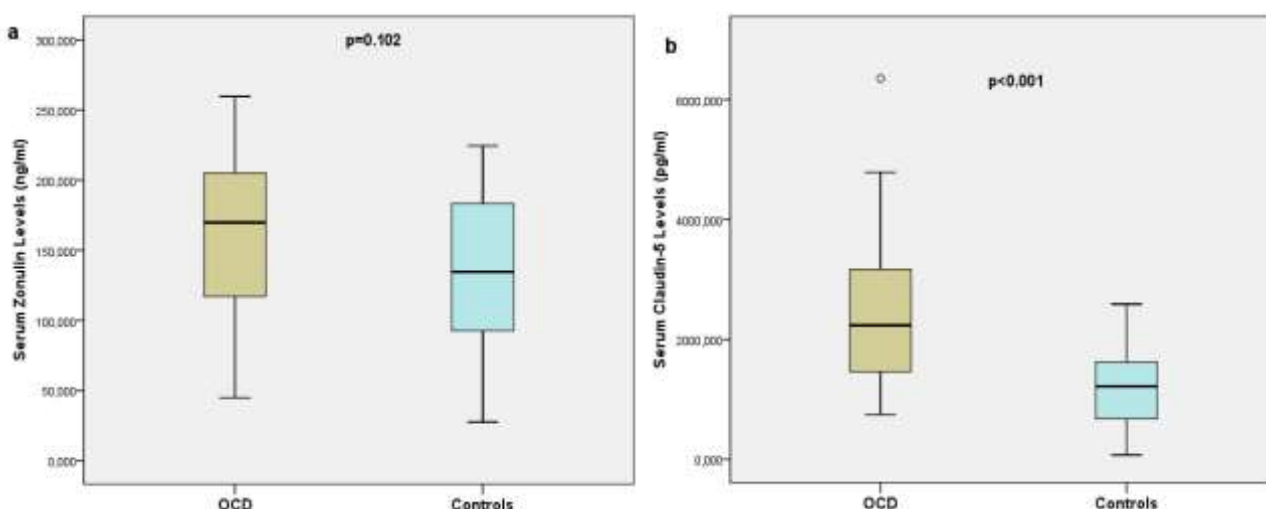 a
p=0.102
300,000
250,000
200,000
150,000
100,000
50,000
0,000
Serum Zonulin Levels (ng/ml)
OCD
Controls
b
p<0.001
6000,000
4000,000
2000,000
0,000
Serum Claudin-5 Levels (pg/ml)
OCD
Controls